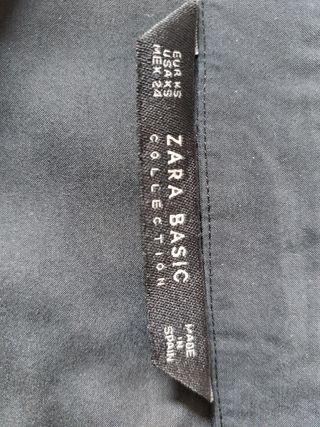 EUR XS
USA XS
MEX 24
ZARA BASIC
COLLECTION
MADE
IN
SPAIN